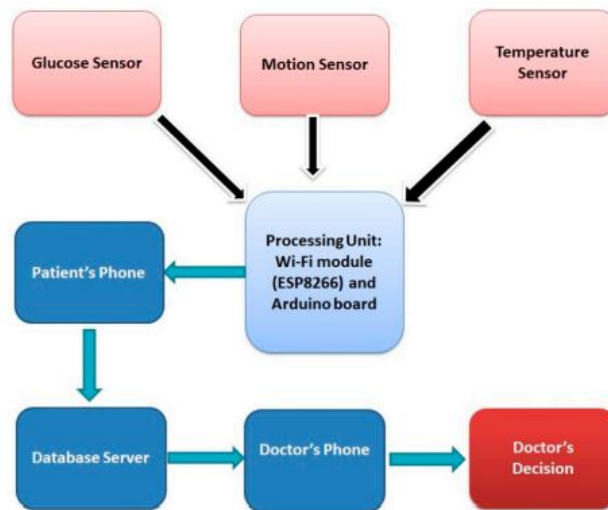 Glucose Sensor
Motion Sensor
Temperature
Sensor
Processing Unit:
Wi-Fi module
(ESP8266) and
Arduino board
Patient's Phone
Database Server
Doctor's Phone
Doctor's
Decision